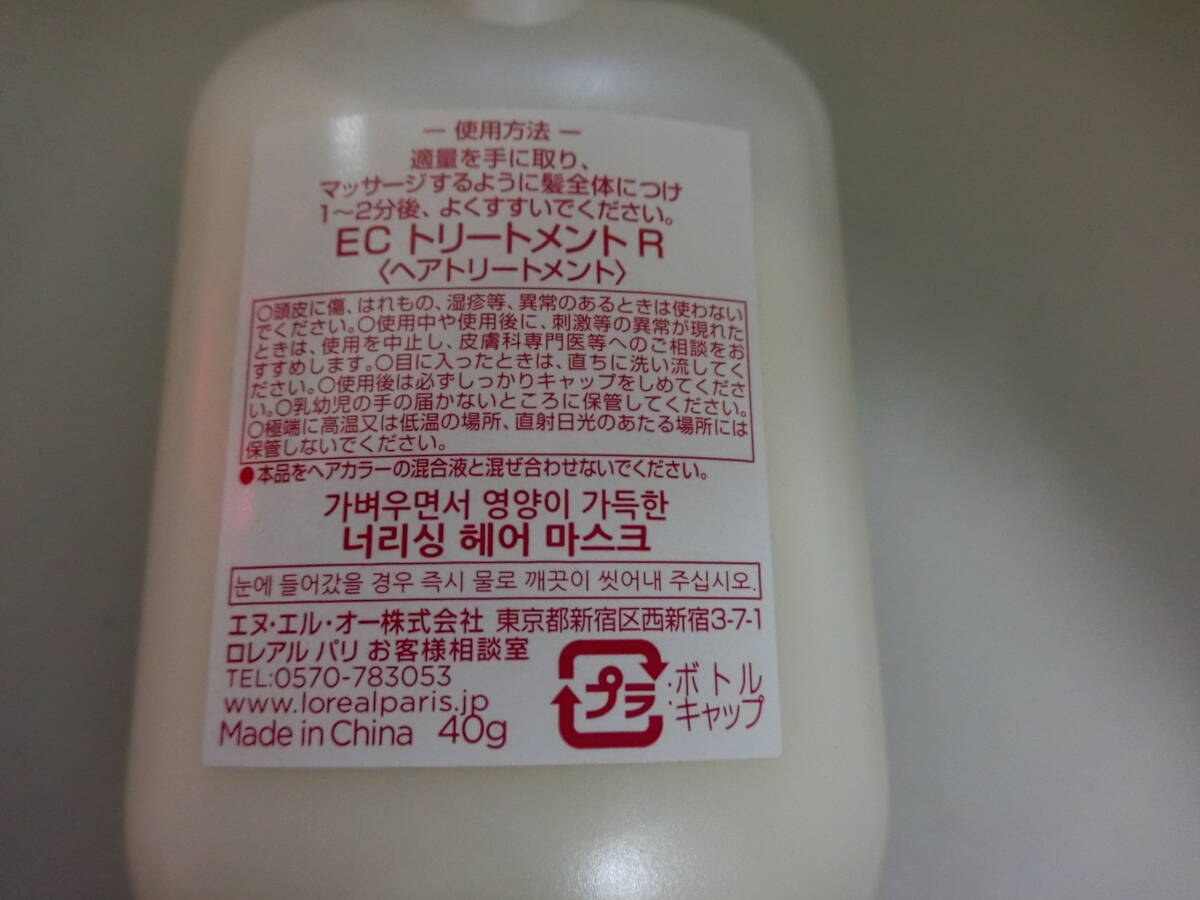 — 使用方法 —
適量を手に取り、
マッサージするように髪全体につけ
1〜2分後、よくすすいでください。
EC トリートメント R
〈ヘアトリートメント〉
○頭皮に傷、はれもの、湿疹等、異常のあるときは使わない
でください。○使用中や使用後に、刺激等の異常が現れた
ときは、使用を中止し、皮膚科専門医等へのご相談をお
すすめします。○目に入ったときは、直ちに洗い流してく
ださい。○使用後は必ずしっかりキャップをしめてくださ
い。○乳幼児の手の届かないところに保管してください。
○極端に高温又は低温の場所、直射日光のあたる場所には
保管しないでください。
●本品をヘアカラーの混合液と混ぜ合わせないでください。
가벼우면서 영양이 가득한
너리싱 헤어 마스크
눈에 들어갔을 경우 즉시 물로 깨끗이 씻어내 주십시오.
エヌ・エル・オー株式会社 東京都新宿区西新宿3-7-1
ロレアル パリ お客様相談室
TEL:0570-783053
www.lorealparis.jp
Made in China 40g
プラ
:ボトル
:キャップ